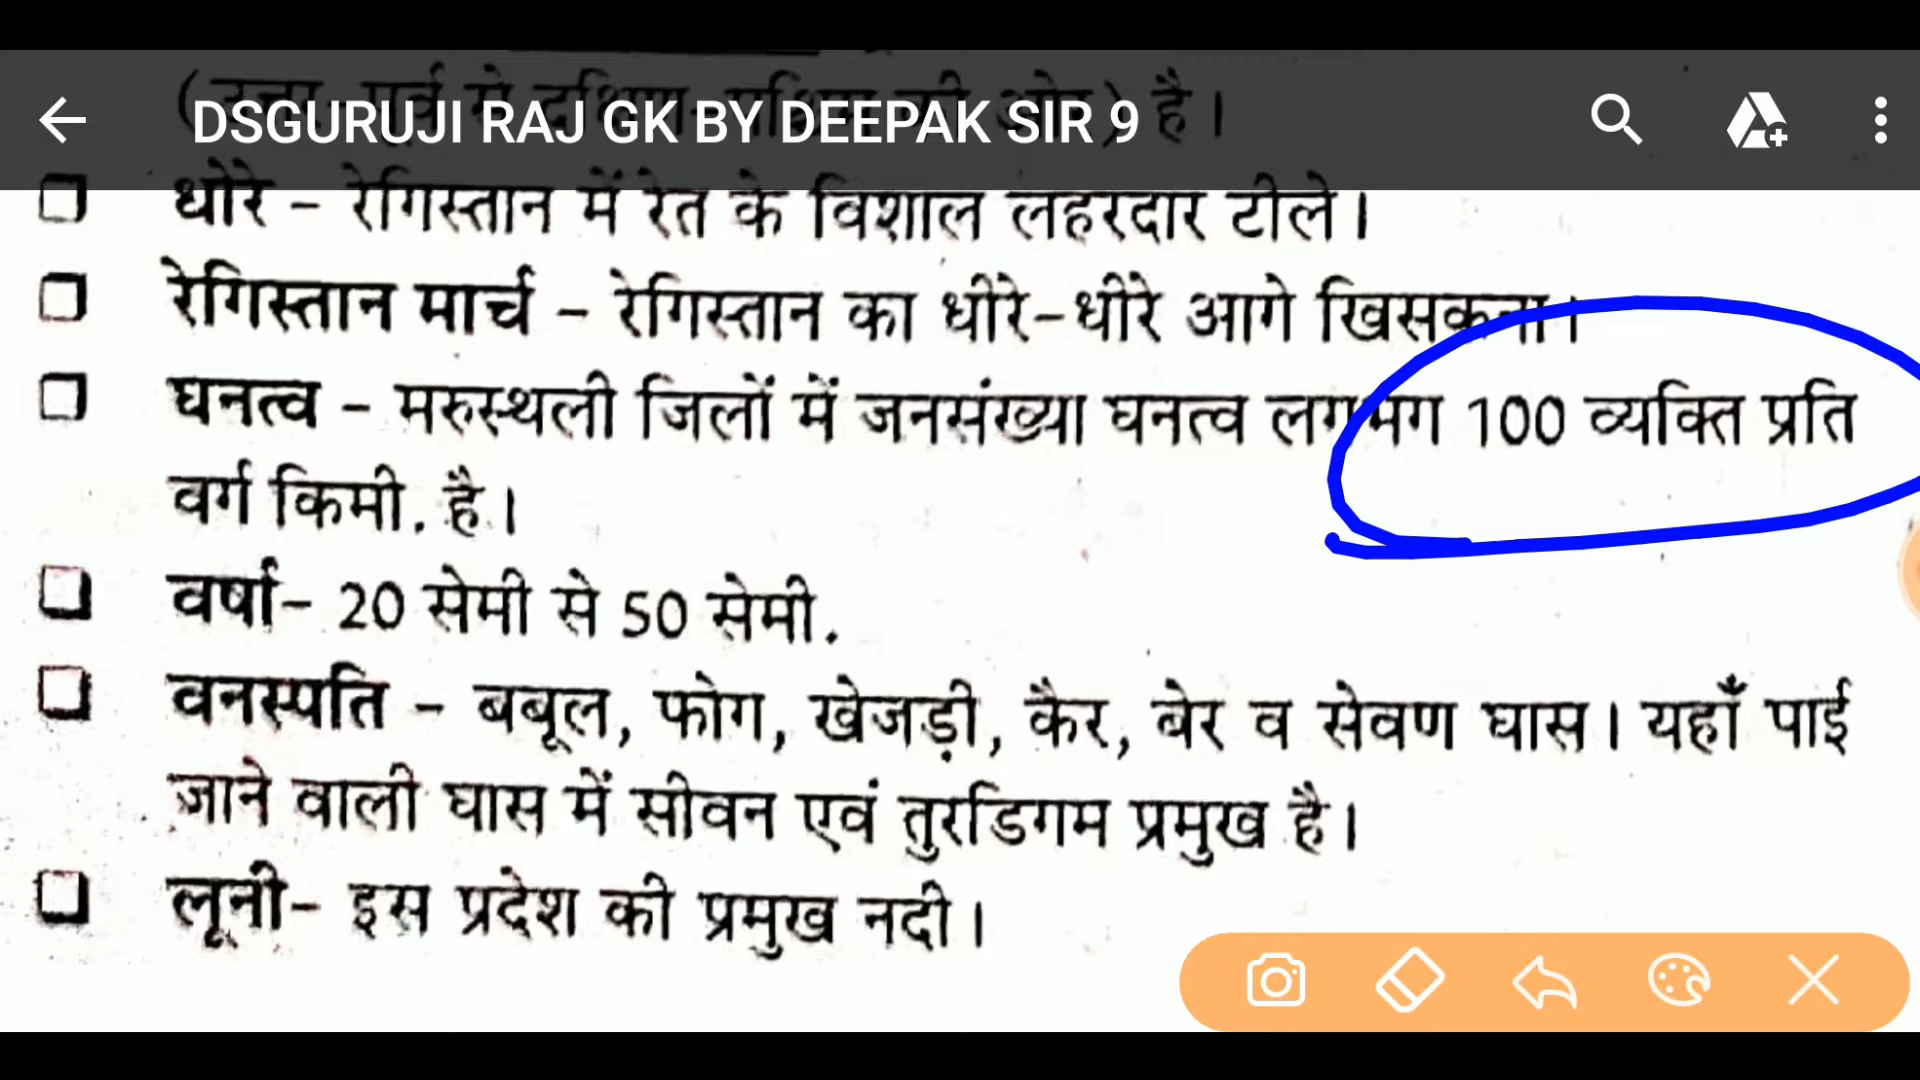 DSGURUJI RAJ GK BY DEEPAK SIR 9
है।
धोरे – रेगिस्तान में रेत के विशाल लहरदार टीले।
रेगिस्तान मार्च – रेगिस्तान का धीरे-धीरे आगे खिसकना।
घनत्व – मरुस्थली जिलों में जनसंख्या घनत्व लगभग 100 व्यक्ति प्रति
वर्ग किमी. है।
वर्षा– 20 सेमी से 50 सेमी.
वनस्पति – बबूल, फोग, खेजड़ी, कैर, बेर व सेवण घास। यहाँ पाई
जाने वाली घास में सीवन एवं तुरडिगम प्रमुख है।
लूनी– इस प्रदेश की प्रमुख नदी।